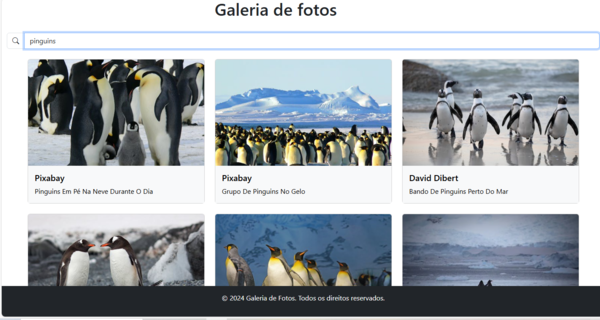 Galeria de fotos
pinguins
Pixabay
Pinguins Em Pé Na Neve Durante O Dia
Pixabay
Grupo De Pinguins No Gelo
David Dibert
Bando De Pinguins Perto Do Mar
© 2024 Galeria de Fotos. Todos os direitos reservados.